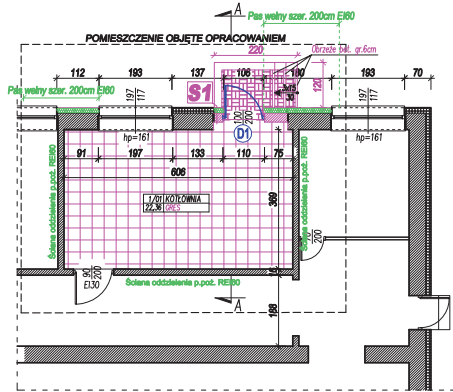 A
Pas wełny szer. 200cm EI60
POMIESZCZENIE OBJĘTE OPRACOWANIEM
220
Obrzeże bet. gr.6cm
112
193
137
106
180
193
70
120
Pas wełny szer. 200cm EI60
197
117
S1
197
117
hp=161
100
200
D1
hp=161
91
197
133
110
75
606
Ściana oddzielenia p.poż. REI60
1/01 KOTŁOWNIA
22,36 GRES
369
Ściana oddzielenia p.poż. REI60
90
200
EI30
Ściana oddzielenia p.poż. REI60
200
A
188